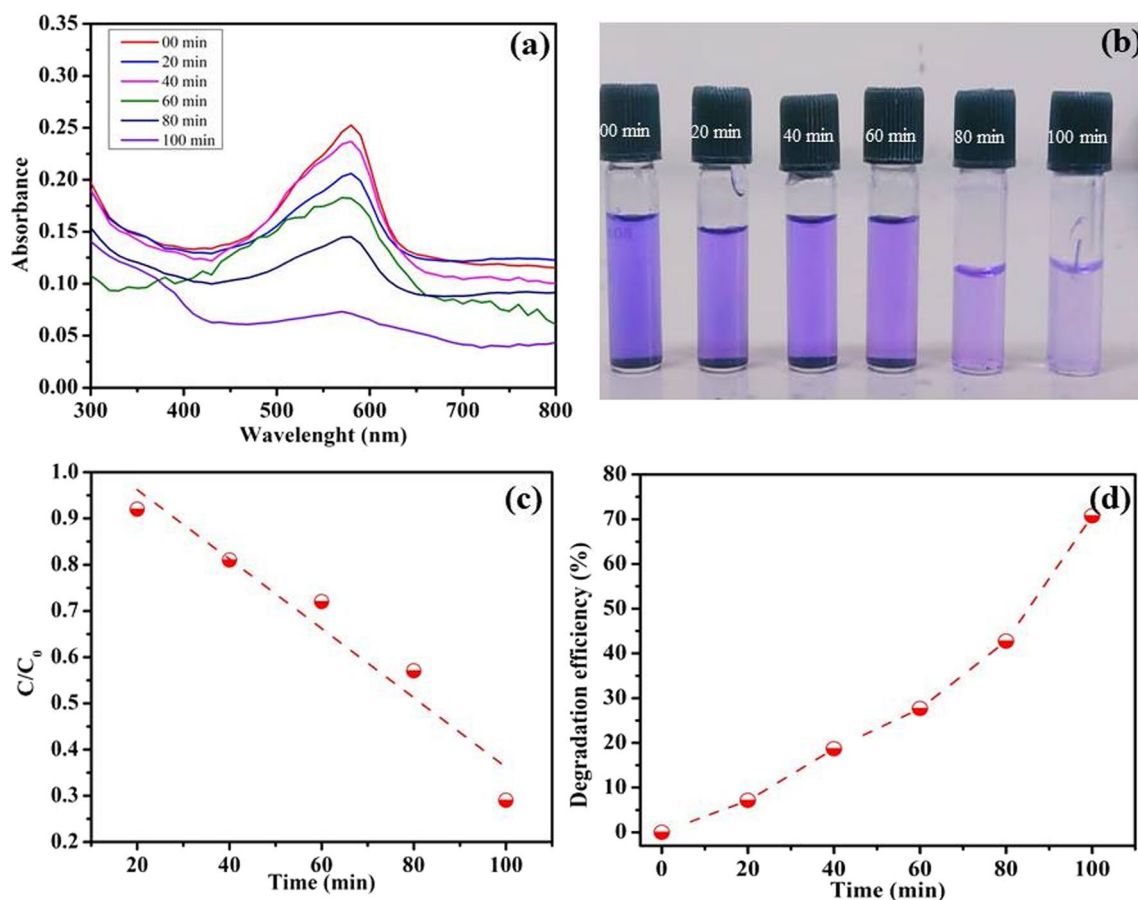 (a)
0.35
0.30
0.25
0.20
0.15
0.10
0.05
0.00
Absorbance
00 min
20 min
40 min
60 min
80 min
100 min
300 400 500 600 700 800
Wavelenght (nm)
(b)
00 min 20 min 40 min 60 min 80 min 100 min
(c)
1.0
0.9
0.8
0.7
0.6
0.5
0.4
0.3
0.2
C/C₀
20 40 60 80 100
Time (min)
(d)
80
70
60
50
40
30
20
10
0
Degradation efficiency (%)
0 20 40 60 80 100
Time (min)